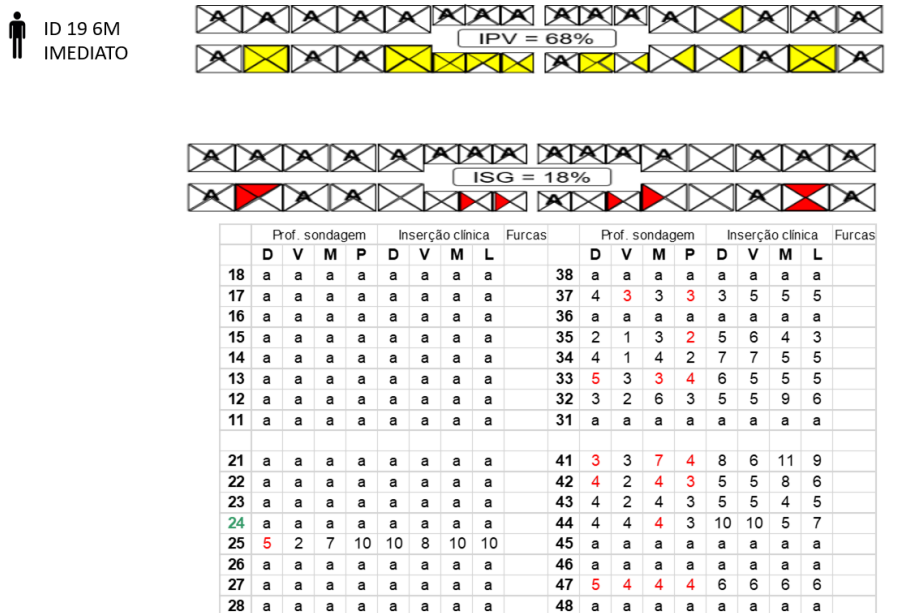 ID 19 6M
IMEDIATO
A A A A A A A A A A A A A A A
IPV = 68%
A A A A A A
A A A A A A A A A A A A A A A
ISG = 18%
A A A A A A
Prof. sondagem Inserção clínica Furcas Prof. sondagem Inserção clínica Furcas
D V M P D V M L D V M P D V M L
18 a a a a a a a a 38 a a a a a a a a
17 a a a a a a a a 37 4 3 3 3 3 5 5 5
16 a a a a a a a a 36 a a a a a a a a
15 a a a a a a a a 35 2 1 3 2 5 6 4 3
14 a a a a a a a a 34 4 1 4 2 7 7 5 5
13 a a a a a a a a 33 5 3 3 4 6 5 5 5
12 a a a a a a a a 32 3 2 6 3 5 5 9 6
11 a a a a a a a a 31 a a a a a a a a
21 a a a a a a a a 41 3 3 7 4 8 6 11 9
22 a a a a a a a a 42 4 2 4 3 5 5 8 6
23 a a a a a a a a 43 4 2 4 3 5 5 4 5
24 a a a a a a a a 44 4 4 4 3 10 10 5 7
25 5 2 7 10 10 8 10 10 45 a a a a a a a a
26 a a a a a a a a 46 a a a a a a a a
27 a a a a a a a a 47 5 4 4 4 6 6 6 6
28 a a a a a a a a 48 a a a a a a a a